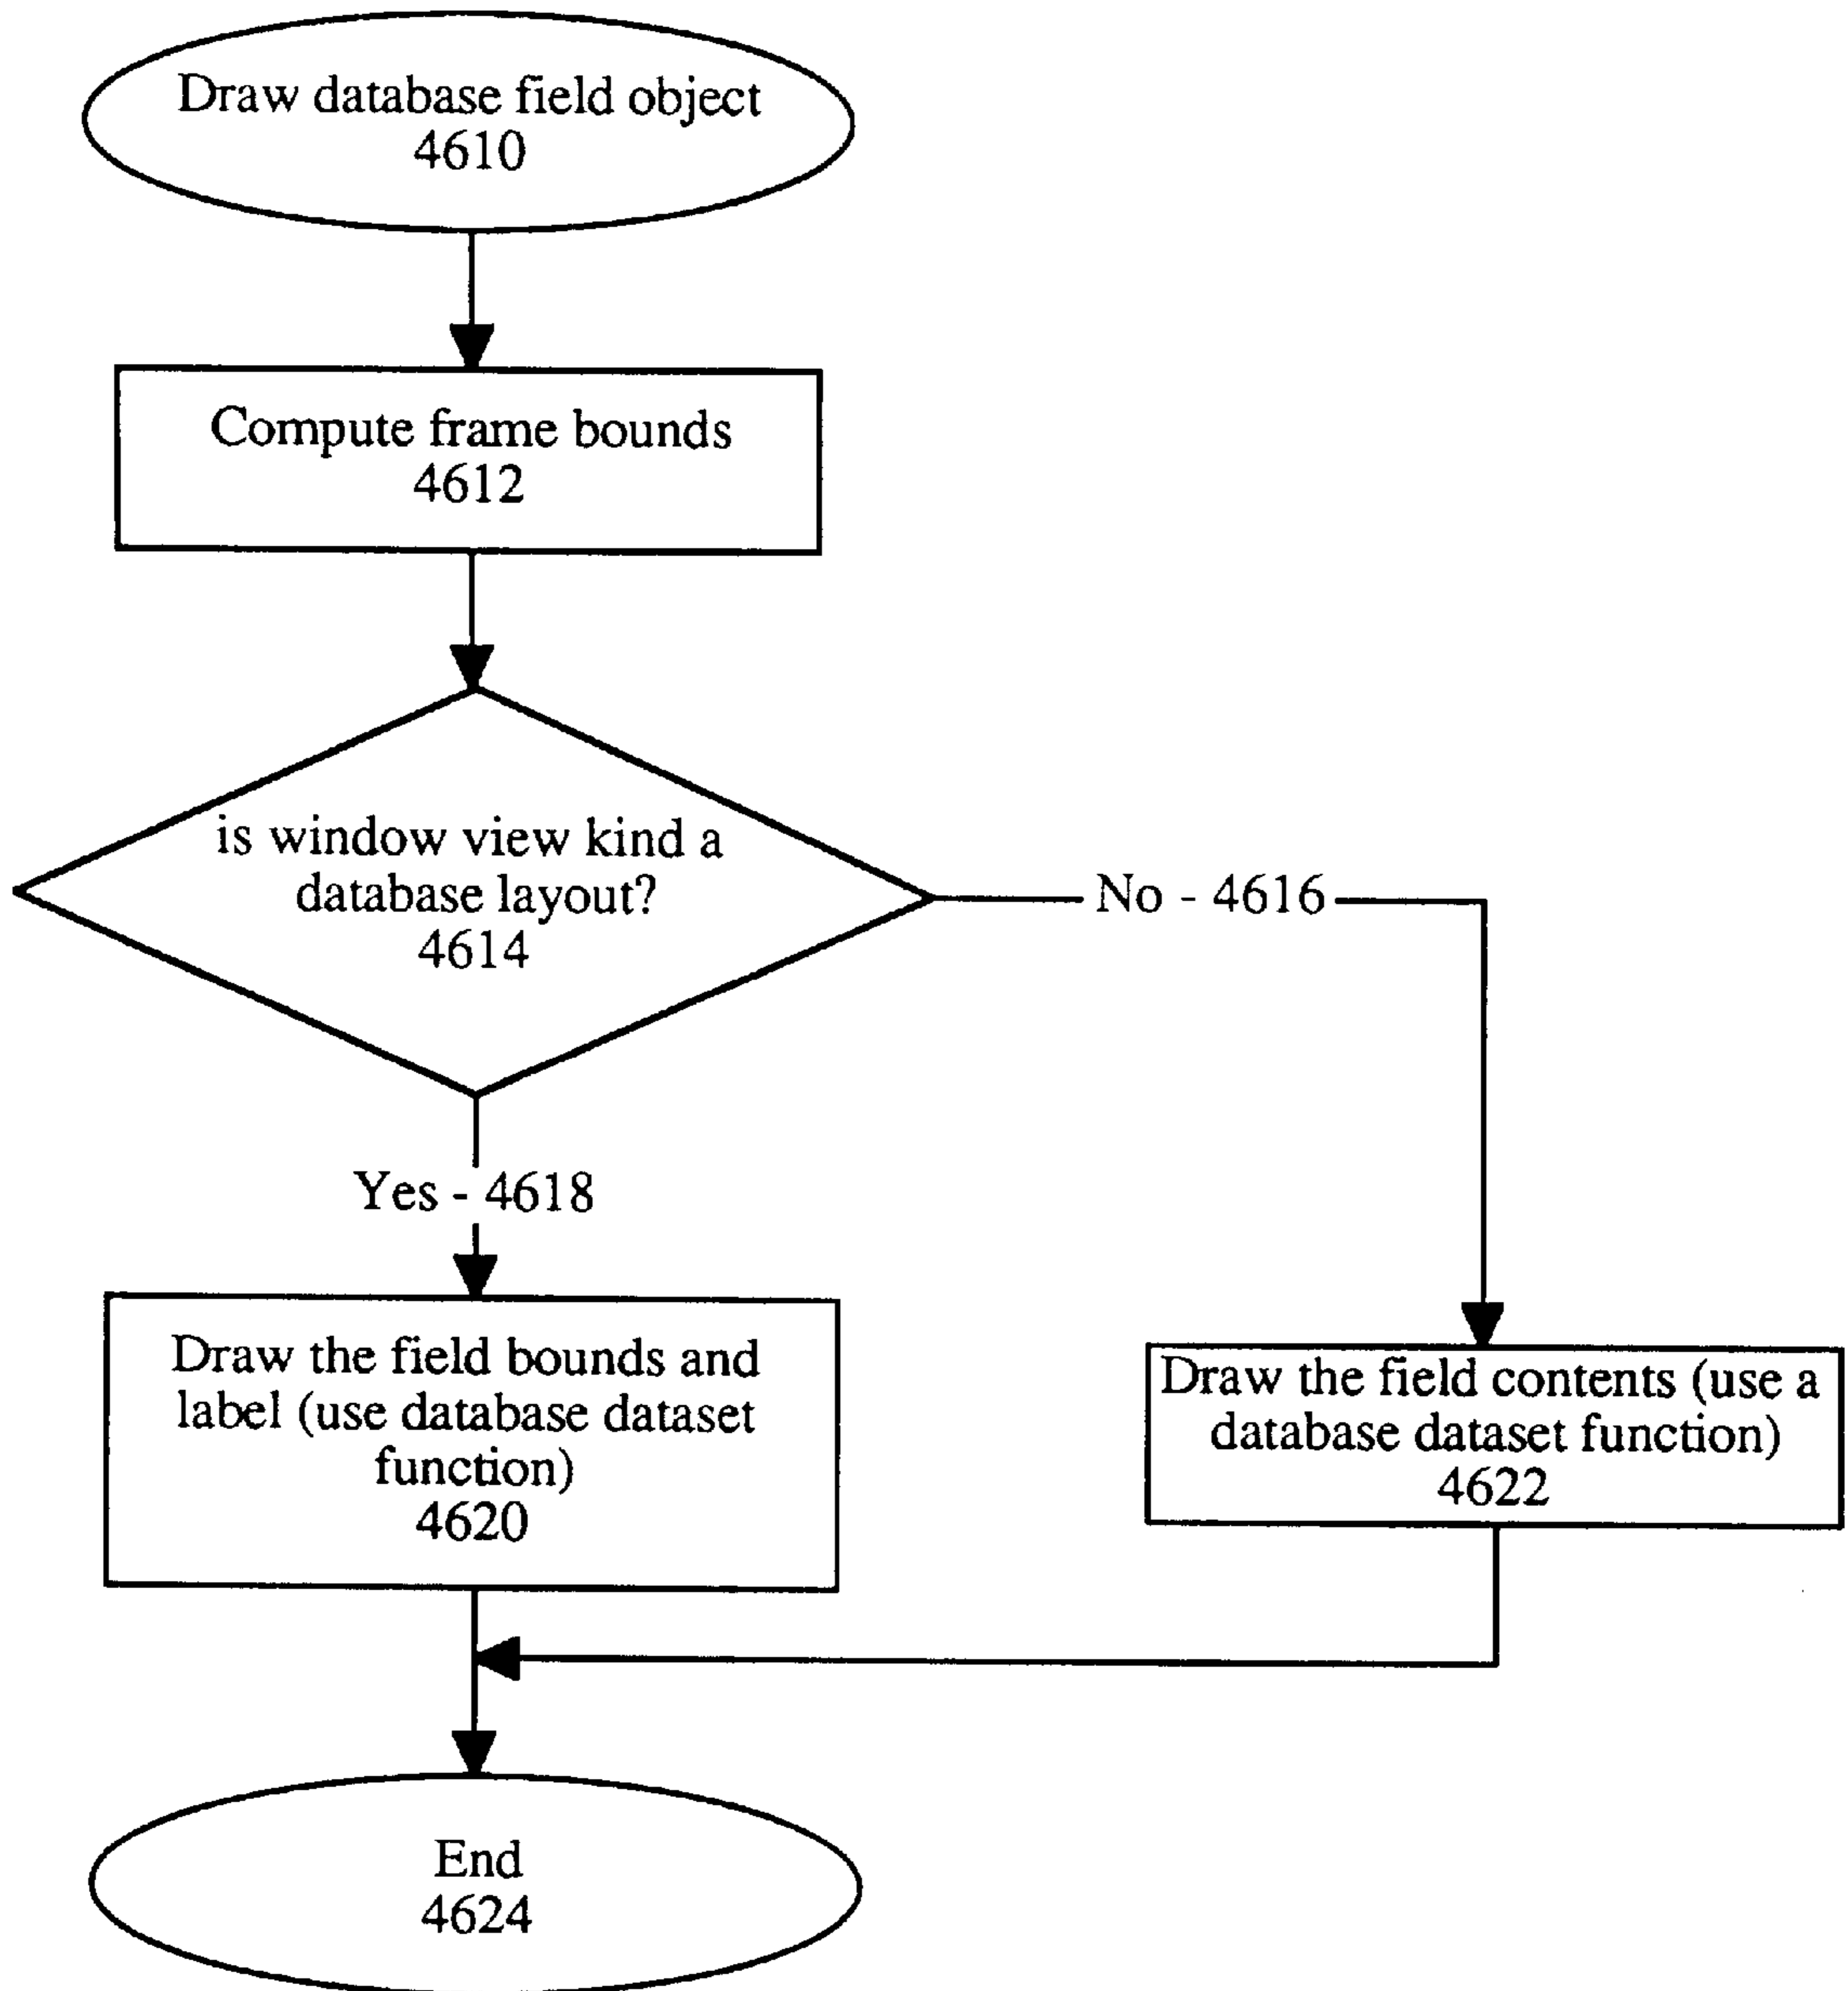 Draw database field object
4610
Compute frame bounds
4612
is window view kind a
database layout?
4614
No - 4616
Yes - 4618
Draw the field bounds and
label (use database dataset
function)
4620
Draw the field contents (use a
database dataset function)
4622
End
4624